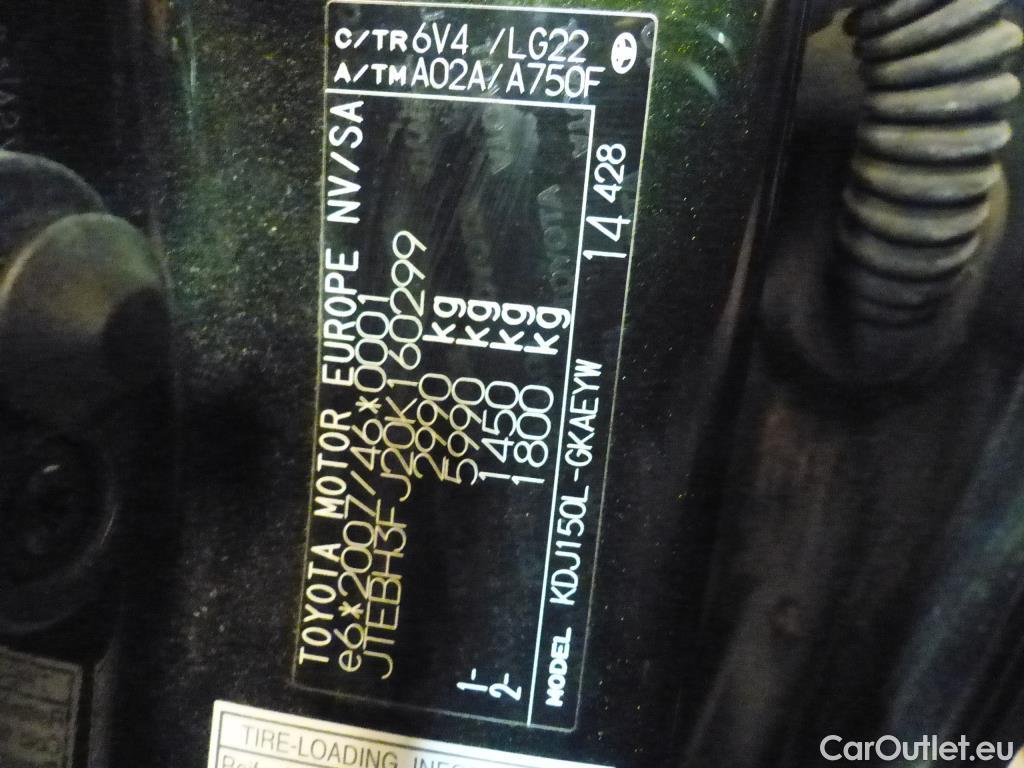 C/TR 6V4 /LG22
A/TM A02A/A750F
TOYOTA MOTOR EUROPE NV/SA
e6*2007/46*0001
JTEBH3FJ20K160299
2990 kg
5990 kg
1- 1450 kg
2- 1800 kg
MODEL KDJ150L-GKAEYW 14 428
TIRE-LOADING
CarOutlet.eu